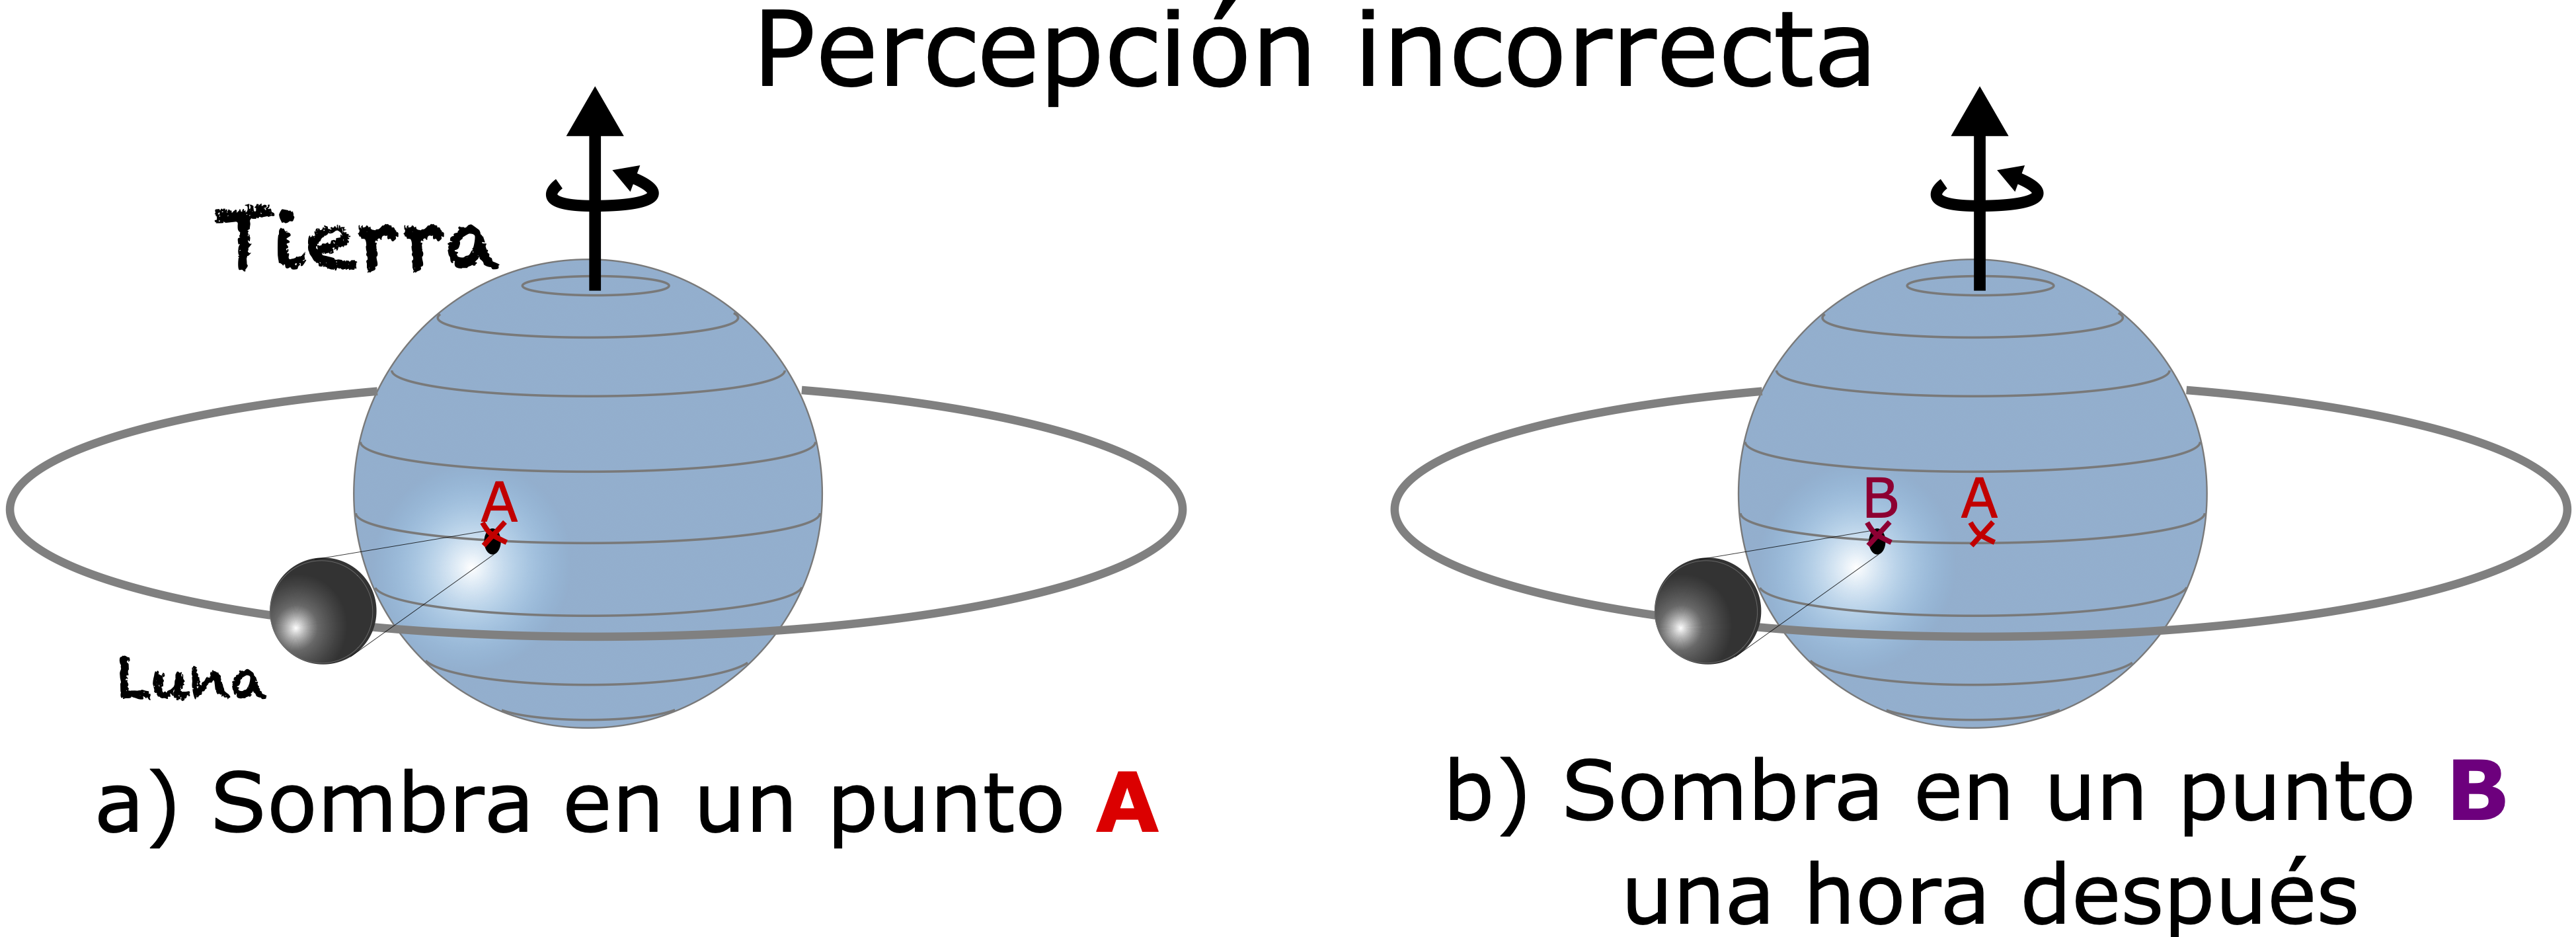 Percepción incorrecta
Tierra
A
Luna
a) Sombra en un punto A
B A
b) Sombra en un punto B
una hora después